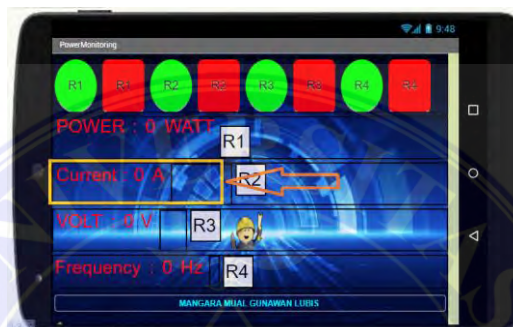 9:48
PowerMonitoring
R1 R1 R2 R2 R3 R3 R4 R4
POWER : 0 WATT
R1
Current : 0 A
R2
VOLT : 0 V
R3
Frequency : 0 Hz
R4
MANGARA MUAL GUNAWAN LUBIS